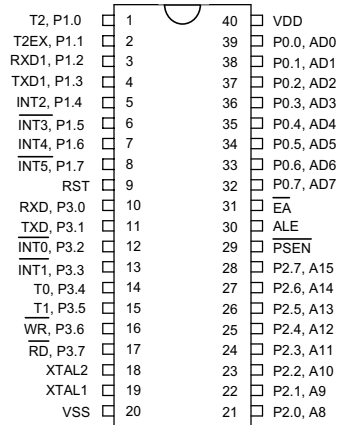 T2, P1.0 1 40 VDD
T2EX, P1.1 2 39 P0.0, AD0
RXD1, P1.2 3 38 P0.1, AD1
TXD1, P1.3 4 37 P0.2, AD2
INT2, P1.4 5 36 P0.3, AD3
INT3, P1.5 6 35 P0.4, AD4
INT4, P1.6 7 34 P0.5, AD5
INT5, P1.7 8 33 P0.6, AD6
RST 9 32 P0.7, AD7
RXD, P3.0 10 31 EA
TXD, P3.1 11 30 ALE
INT0, P3.2 12 29 PSEN
INT1, P3.3 13 28 P2.7, A15
T0, P3.4 14 27 P2.6, A14
T1, P3.5 15 26 P2.5, A13
WR, P3.6 16 25 P2.4, A12
RD, P3.7 17 24 P2.3, A11
XTAL2 18 23 P2.2, A10
XTAL1 19 22 P2.1, A9
VSS 20 21 P2.0, A8